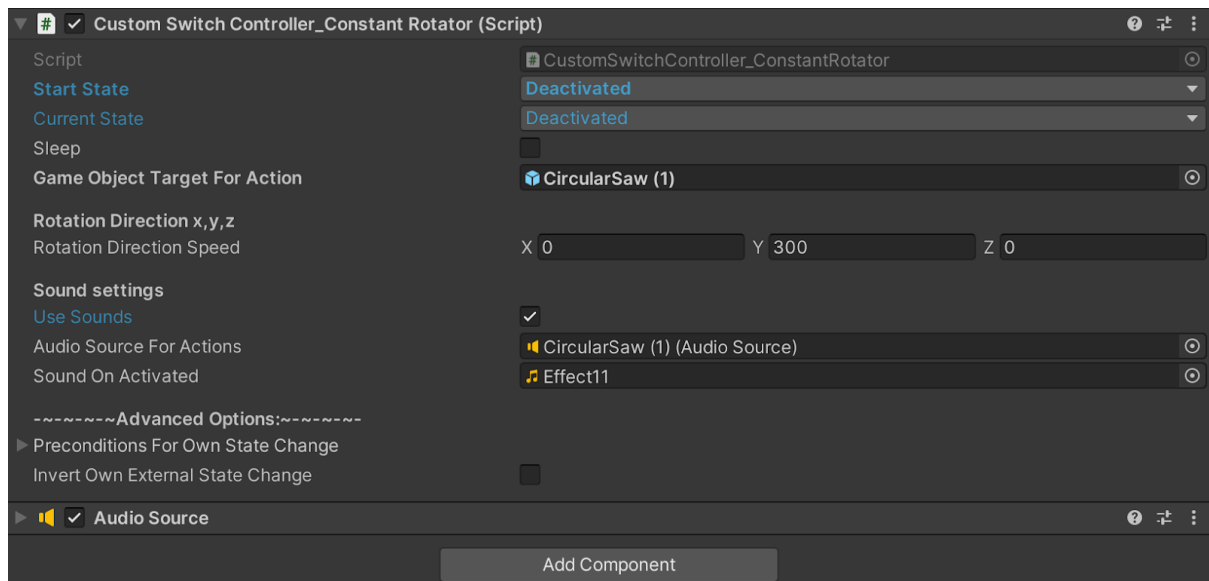 # Custom Switch Controller_Constant Rotator (Script)
Script # CustomSwitchController_ConstantRotator
Start State Deactivated
Current State Deactivated
Sleep
Game Object Target For Action CircularSaw (1)
Rotation Direction x,y,z
Rotation Direction Speed X 0 Y 300 Z 0
Sound settings
Use Sounds
Audio Source For Actions CircularSaw (1) (Audio Source)
Sound On Activated Effect11
-~-~-~-~Advanced Options:~-~-~-~-
Preconditions For Own State Change
Invert Own External State Change
Audio Source
Add Component